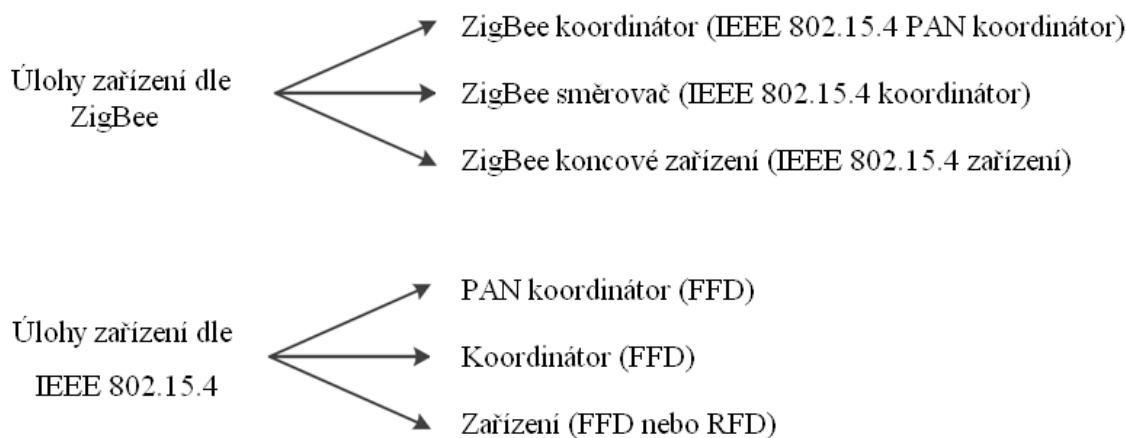 Úlohy zařízení dle
ZigBee
ZigBee koordinátor (IEEE 802.15.4 PAN koordinátor)
ZigBee směrovač (IEEE 802.15.4 koordinátor)
ZigBee koncové zařízení (IEEE 802.15.4 zařízení)
Úlohy zařízení dle
IEEE 802.15.4
PAN koordinátor (FFD)
Koordinátor (FFD)
Zařízení (FFD nebo RFD)